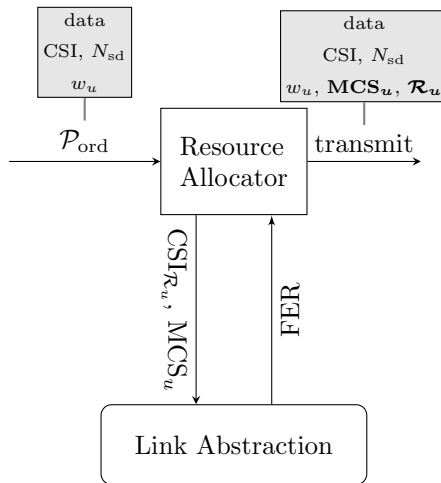 data
CSI, N_sd
w_u
data
CSI, N_sd
w_u, MCS_u, R_u
P_ord
Resource
Allocator
transmit
CSI_R_u, MCS_u
FER
Link Abstraction